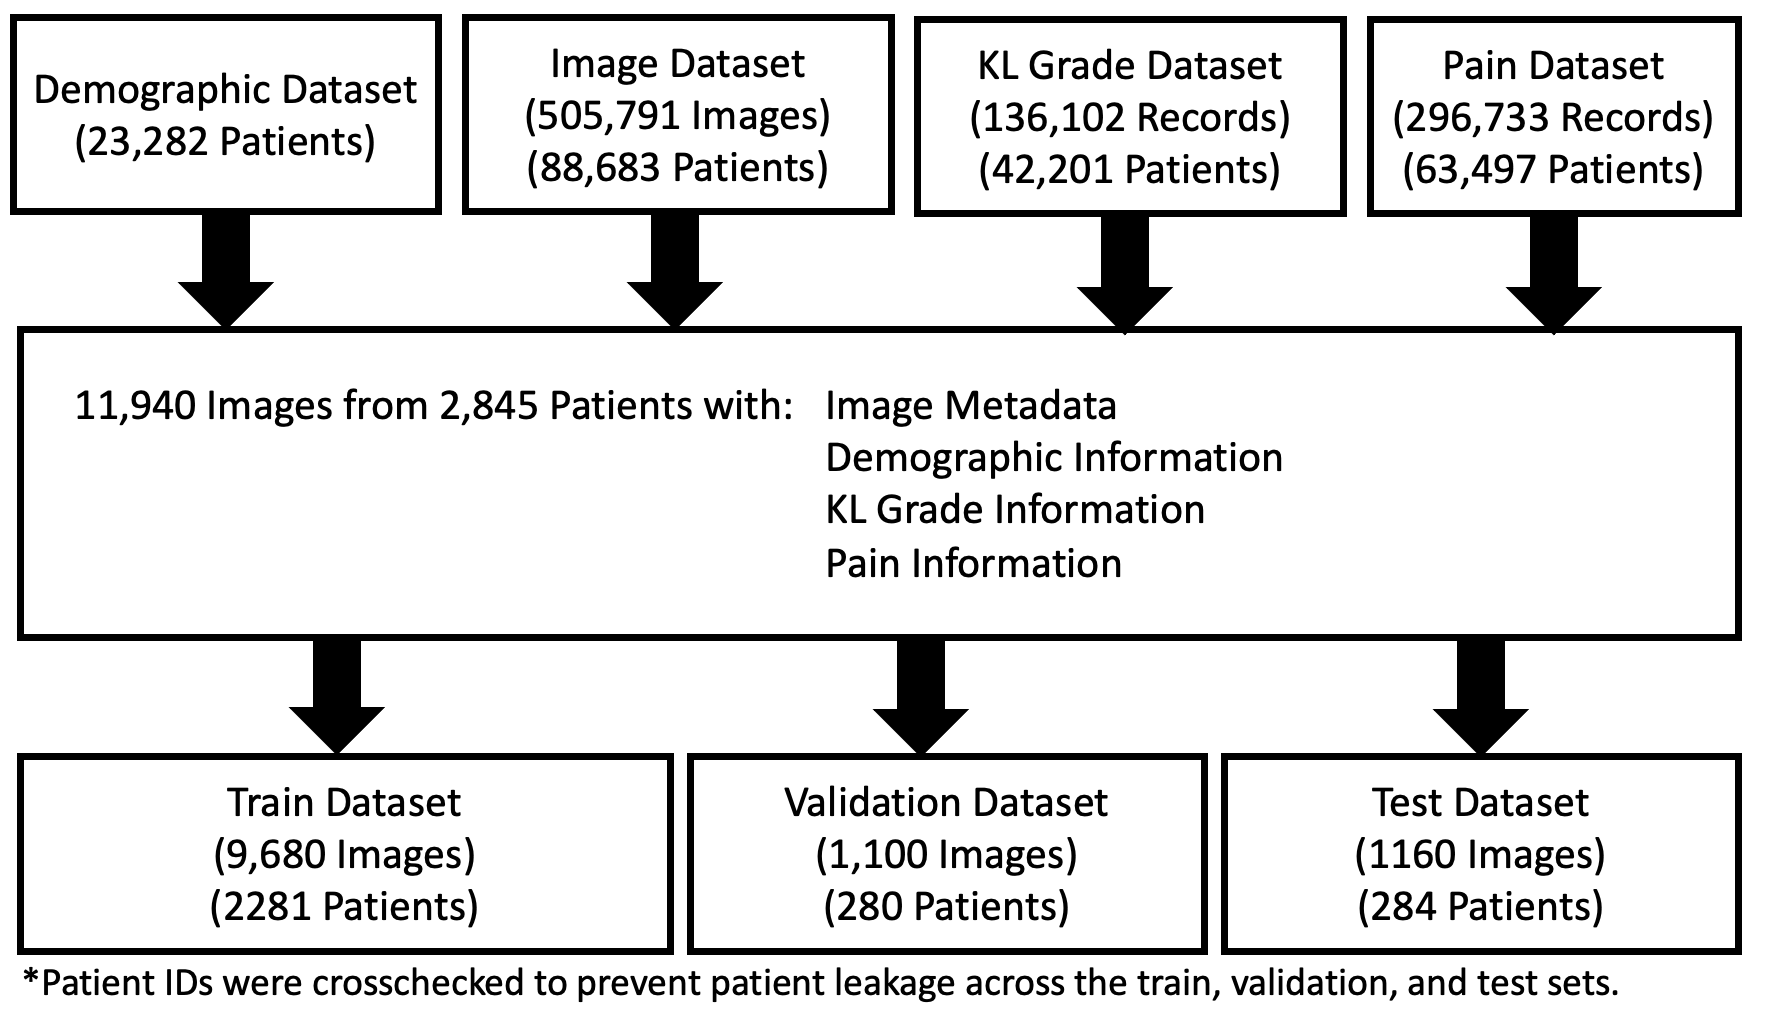 Demographic Dataset
(23,282 Patients)
Image Dataset
(505,791 Images)
(88,683 Patients)
KL Grade Dataset
(136,102 Records)
(42,201 Patients)
Pain Dataset
(296,733 Records)
(63,497 Patients)
11,940 Images from 2,845 Patients with: Image Metadata
Demographic Information
KL Grade Information
Pain Information
Train Dataset
(9,680 Images)
(2281 Patients)
Validation Dataset
(1,100 Images)
(280 Patients)
Test Dataset
(1160 Images)
(284 Patients)
*Patient IDs were crosschecked to prevent patient leakage across the train, validation, and test sets.